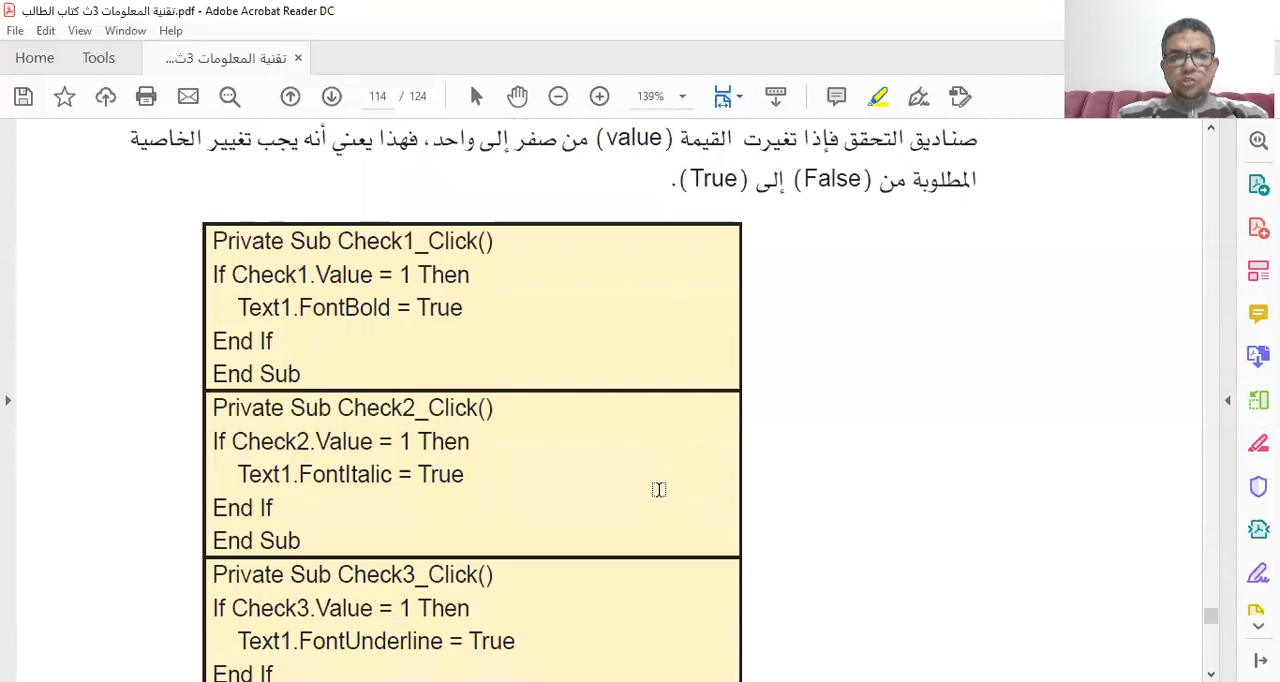 تقنية المعلومات 3ث كتاب الطالب.pdf - Adobe Acrobat Reader DC
File Edit View Window Help
Home Tools تقنية المعلومات 3ث... ×
114 / 124 139%
صناديق التحقق فإذا تغيرت القيمة (value) من صفر إلى واحد، فهذا يعني أنه يجب تغيير الخاصية
المطلوبة من (False) إلى (True).
Private Sub Check1_Click()
If Check1.Value = 1 Then
Text1.FontBold = True
End If
End Sub
Private Sub Check2_Click()
If Check2.Value = 1 Then
Text1.FontItalic = True
End If
End Sub
Private Sub Check3_Click()
If Check3.Value = 1 Then
Text1.FontUnderline = True
End If